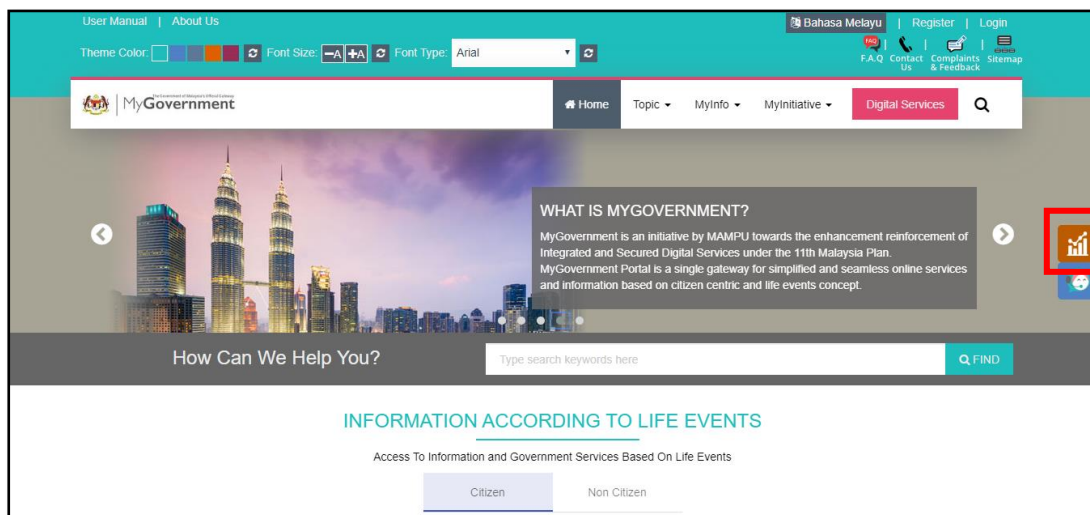 User Manual | About Us
Bahasa Melayu | Register | Login
Theme Color: Font Size: -A +A Font Type: Arial
FAQ
F.A.Q Contact Us Complaints & Feedback Sitemap
MyGovernment
Home Topic MyInfo MyInitiative Digital Services
WHAT IS MYGOVERNMENT?
MyGovernment is an initiative by MAMPU towards the enhancement reinforcement of
Integrated and Secured Digital Services under the 11th Malaysia Plan.
MyGovernment Portal is a single gateway for simplified and seamless online services
and information based on citizen centric and life events concept.
How Can We Help You?
Type search keywords here
FIND
INFORMATION ACCORDING TO LIFE EVENTS
Access To Information and Government Services Based On Life Events
Citizen Non Citizen